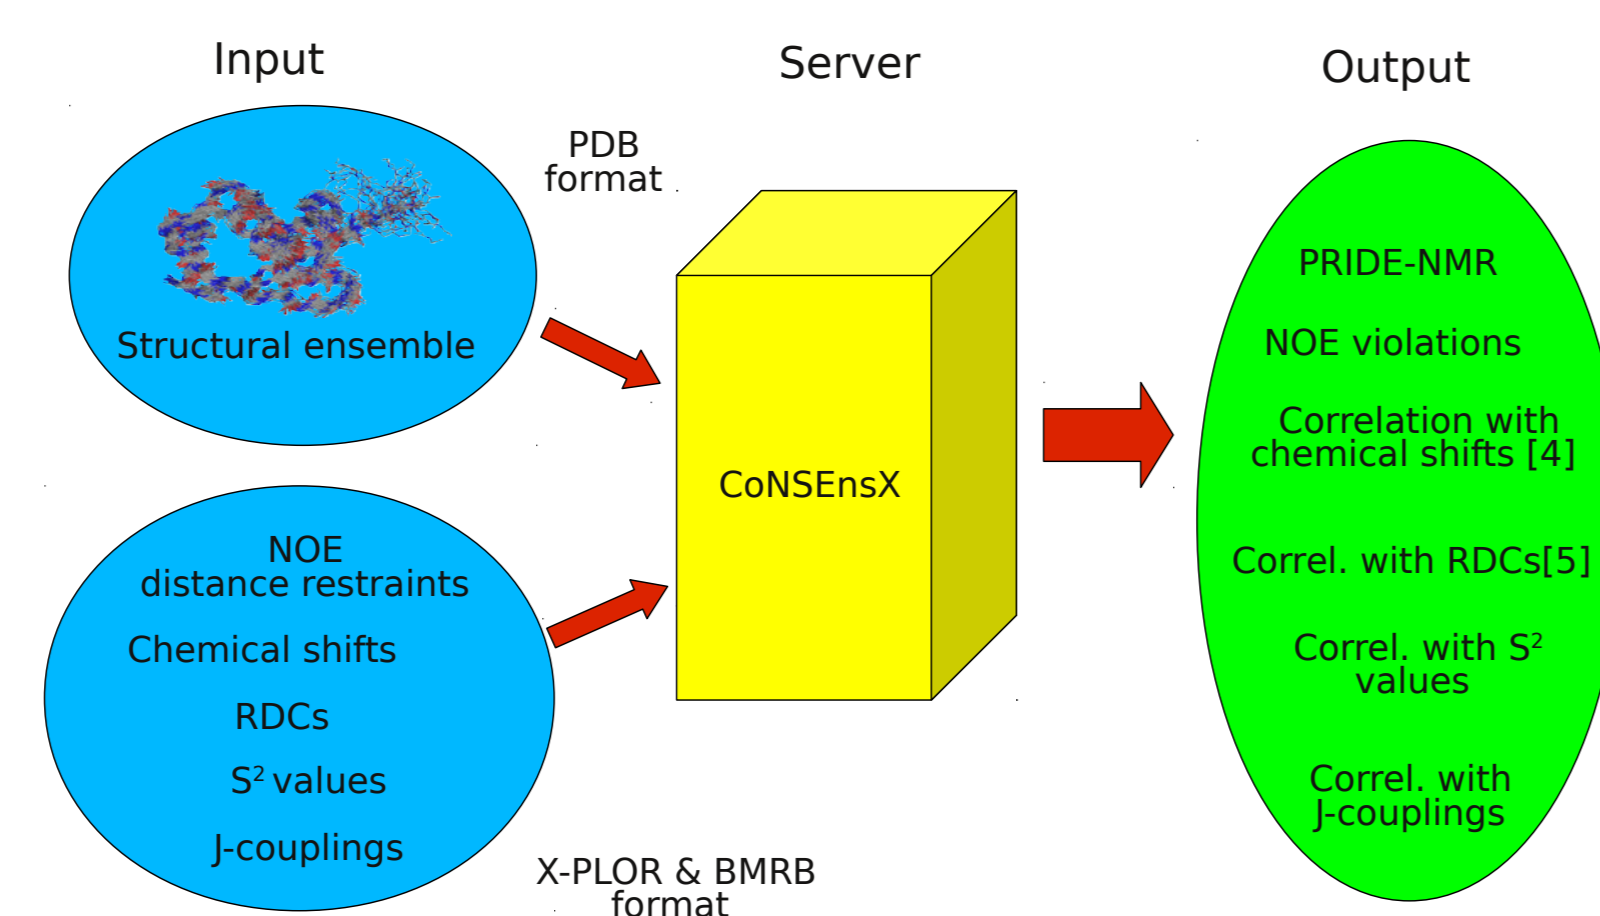 Input
Server
Output
PDB
format
Structural ensemble
NOE
distance restraints
Chemical shifts
RDCs
S² values
J-couplings
X-PLOR & BMRB
format
CoNSEnsX
PRIDE-NMR
NOE violations
Correlation with
chemical shifts [4]
Correl. with RDCs[5]
Correl. with S²
values
Correl. with
J-couplings